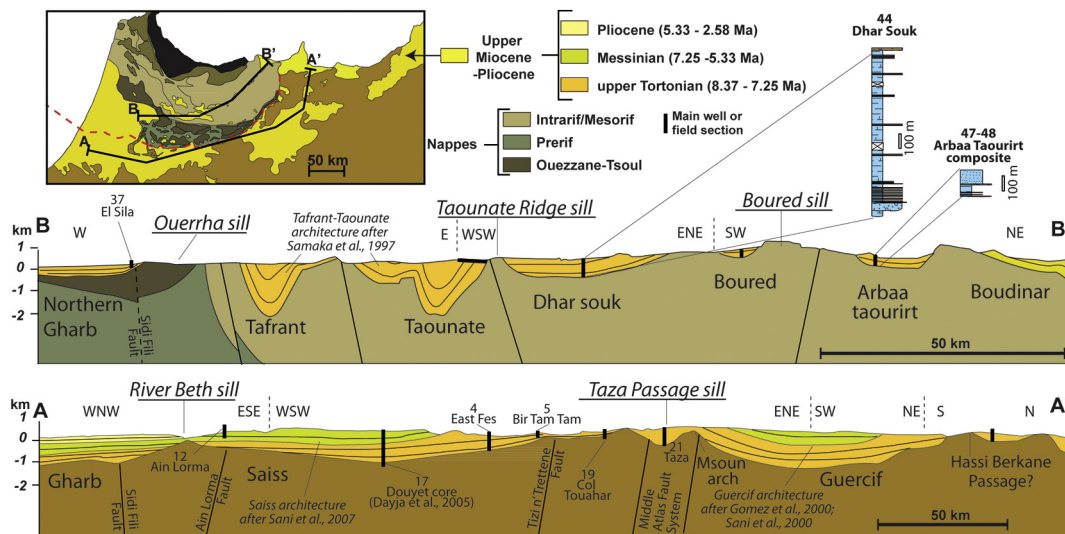 B'
A'
B
A
50 km
Upper
Miocene
-Pliocene
Pliocene (5.33 - 2.58 Ma)
Messinian (7.25 -5.33 Ma)
upper Tortonian (8.37 - 7.25 Ma)
Nappes
Intrarif/Mesorif
Prerif
Ouezzane-Tsoul
Main well or
field section
44
Dhar Souk
100 m
47-48
Arbaa Taourirt
composite
100 m
B
km
1
0
-1
-2
W
37
El Sila
Ouerrha sill
Tafrant-Taounate
architecture after
Samaka et al., 1997
Taounate Ridge sill
E
WSW
ENE
SW
Boured sill
NE
B
Northern
Gharb
Sidi Fili
Fault
Tafrant
Taounate
Dhar souk
Boured
Arbaa
taourirt
Boudinar
50 km
A
km
1
0
-1
-2
WNW
River Beth sill
ESE
WSW
4
East Fes
5
Bir Tam Tam
Taza Passage sill
ENE
SW
NE
S
N
A
Gharb
Sidi Fili
Fault
12
Ain Lorma
Ain Lorma
Fault
Saiss
Saiss architecture
after Sani et al., 2007
17
Douyet core
(Dayja et al., 2005)
Tizi n'Trettene
Fault
19
Col
Touahar
Middle
Atlas Fault
System
21
Taza
Msoun
arch
Guercif
Guercif architecture
after Gomez et al., 2000;
Sani et al., 2000
Hassi Berkane
Passage?
50 km